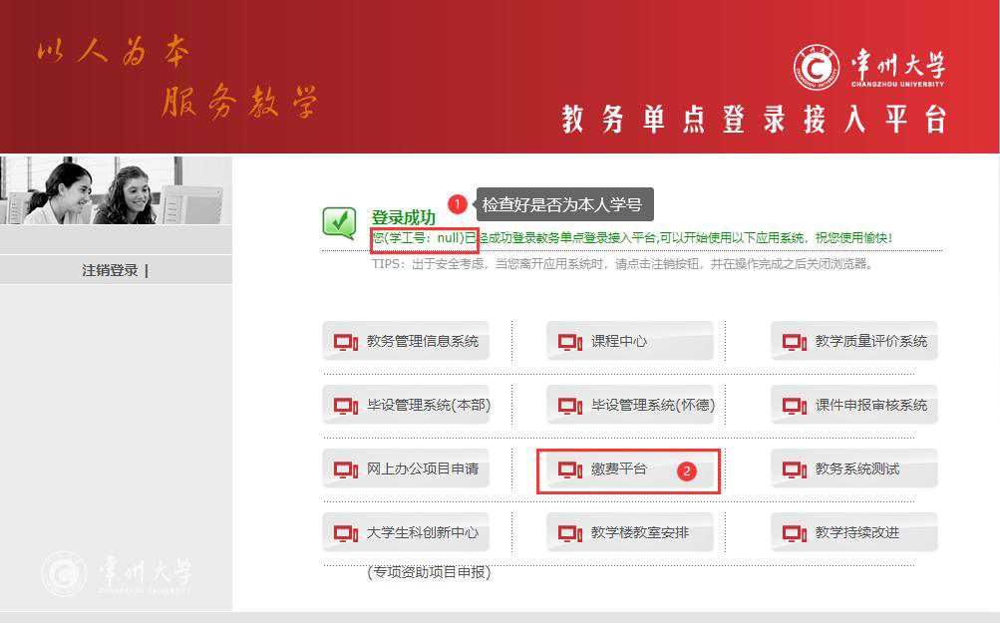 以人为本
服务教学
常州大学
CHANGZHOU UNIVERSITY
教务单点登录接入平台
1 检查好是否为本人学号
登录成功
您(学工号：null)已经成功登录教务单点登录接入平台,可以开始使用以下应用系统，祝您使用愉快!
TIPS：出于安全考虑，当您离开应用系统时，请点击注销按钮，并在操作完成之后关闭浏览器。
注销登录 |
教务管理信息系统 课程中心 教学质量评价系统
毕设管理系统(本部) 毕设管理系统(怀德) 课件申报审核系统
网上办公项目申请 缴费平台 2 教务系统测试
大学生科创新中心 教学楼教室安排 教学持续改进
(专项资助项目申报)
常州大学
CHANGZHOU UNIVERSITY